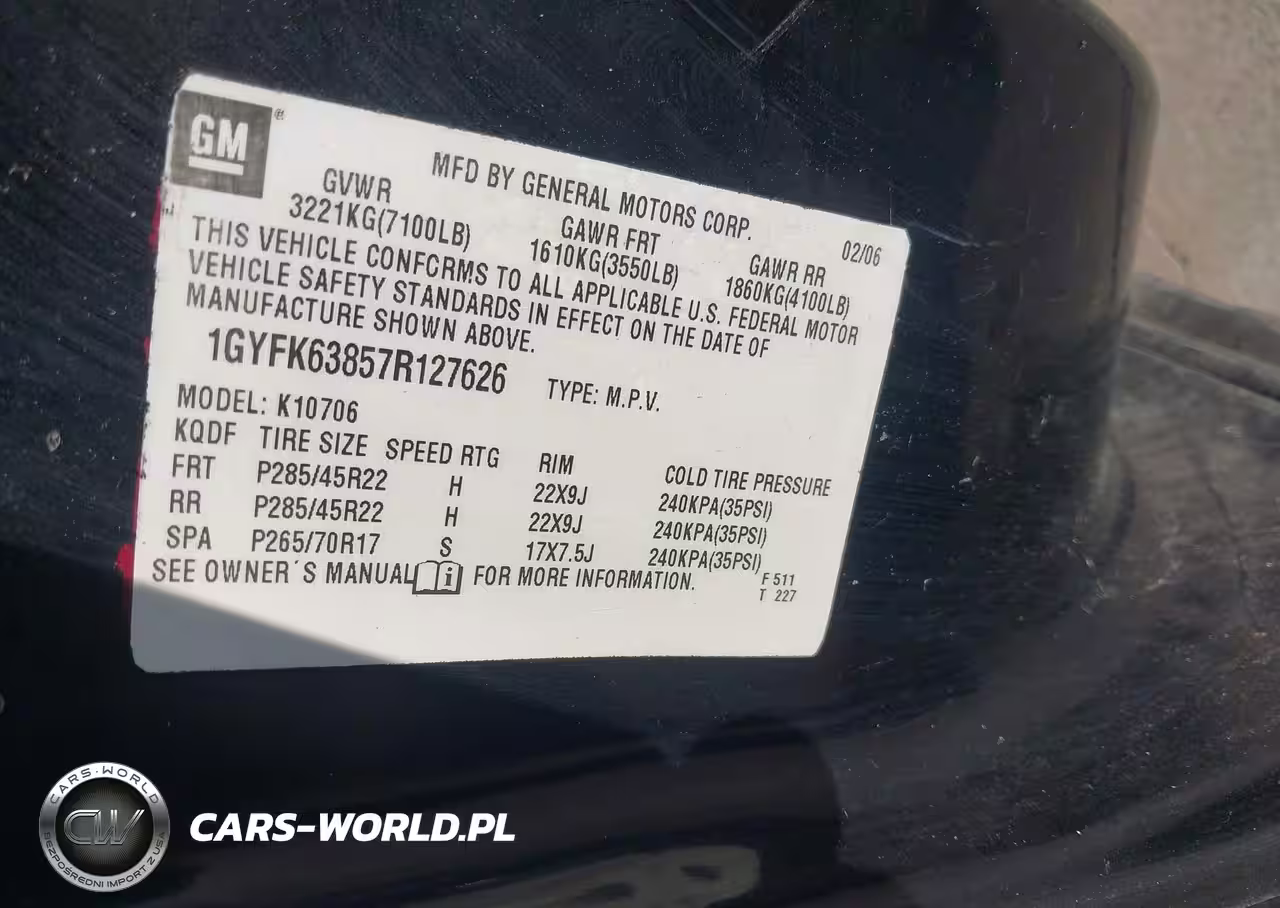 GM ®
MFD BY GENERAL MOTORS CORP. 02/06
GVWR GAWR FRT GAWR RR
3221KG(7100LB) 1610KG(3550LB) 1860KG(4100LB)
THIS VEHICLE CONFORMS TO ALL APPLICABLE U.S. FEDERAL MOTOR
VEHICLE SAFETY STANDARDS IN EFFECT ON THE DATE OF
MANUFACTURE SHOWN ABOVE.
1GYFK63857R127626 TYPE: M.P.V.
MODEL: K10706
KQDF TIRE SIZE SPEED RTG RIM COLD TIRE PRESSURE
FRT P285/45R22 H 22X9J 240KPA(35PSI)
RR P285/45R22 H 22X9J 240KPA(35PSI)
SPA P265/70R17 S 17X7.5J 240KPA(35PSI)
SEE OWNER´S MANUAL i FOR MORE INFORMATION. F 511
T 227
CARS-WORLD
CW
BEZPOŚREDNI IMPORT Z USA
CARS-WORLD.PL